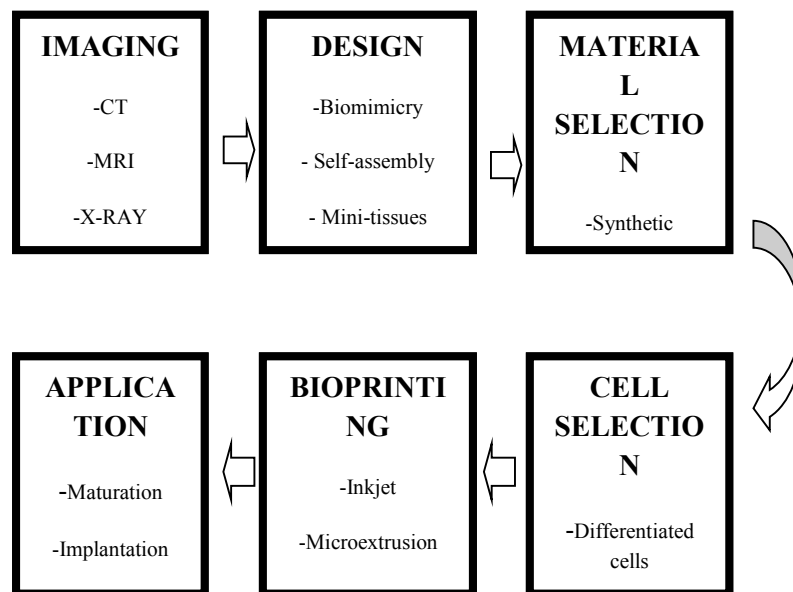 IMAGING
-CT
-MRI
-X-RAY
DESIGN
-Biomimicry
- Self-assembly
- Mini-tissues
MATERIA
L
SELECTIO
N
-Synthetic
CELL
SELECTIO
N
-Differentiated
cells
BIOPRINTI
NG
-Inkjet
-Microextrusion
APPLICA
TION
-Maturation
-Implantation